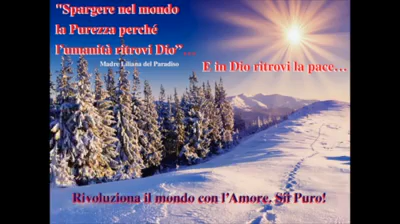 "Spargere nel mondo
la Purezza perché
l'umanità ritrovi Dio"...
Madre Liliana del Paradiso
E in Dio ritrovi la pace...
Rivoluziona il mondo con l'Amore. Sii Puro!